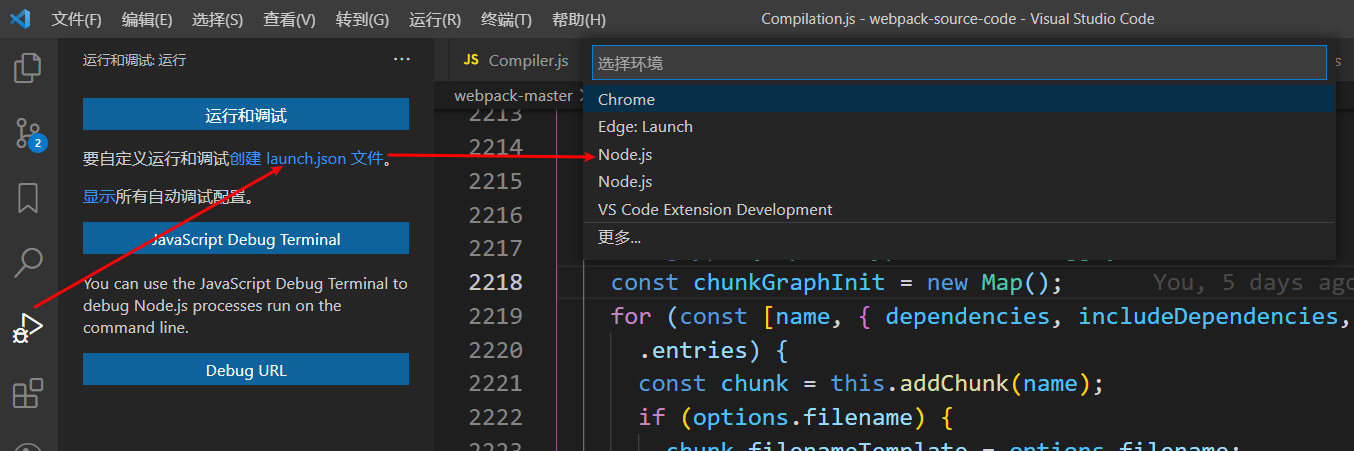 文件(F) 编辑(E) 选择(S) 查看(V) 转到(G) 运行(R) 终端(T) 帮助(H) Compilation.js - webpack-source-code - Visual Studio Code
运行和调试: 运行 ...
运行和调试
要自定义运行和调试创建 launch.json 文件。
显示所有自动调试配置。
JavaScript Debug Terminal
You can use the JavaScript Debug Terminal to
debug Node.js processes run on the
command line.
Debug URL
2
JS Compiler.js
webpack-master >
选择环境
Chrome
Edge: Launch
Node.js
Node.js
VS Code Extension Development
更多...
2213
2214
2215
2216
2217
2218 const chunkGraphInit = new Map(); You, 5 days ago
2219 for (const [name, { dependencies, includeDependencies,
2220 .entries) {
2221 const chunk = this.addChunk(name);
2222 if (options.filename) {
2223 chunk.filenameTemplate = options.filename;